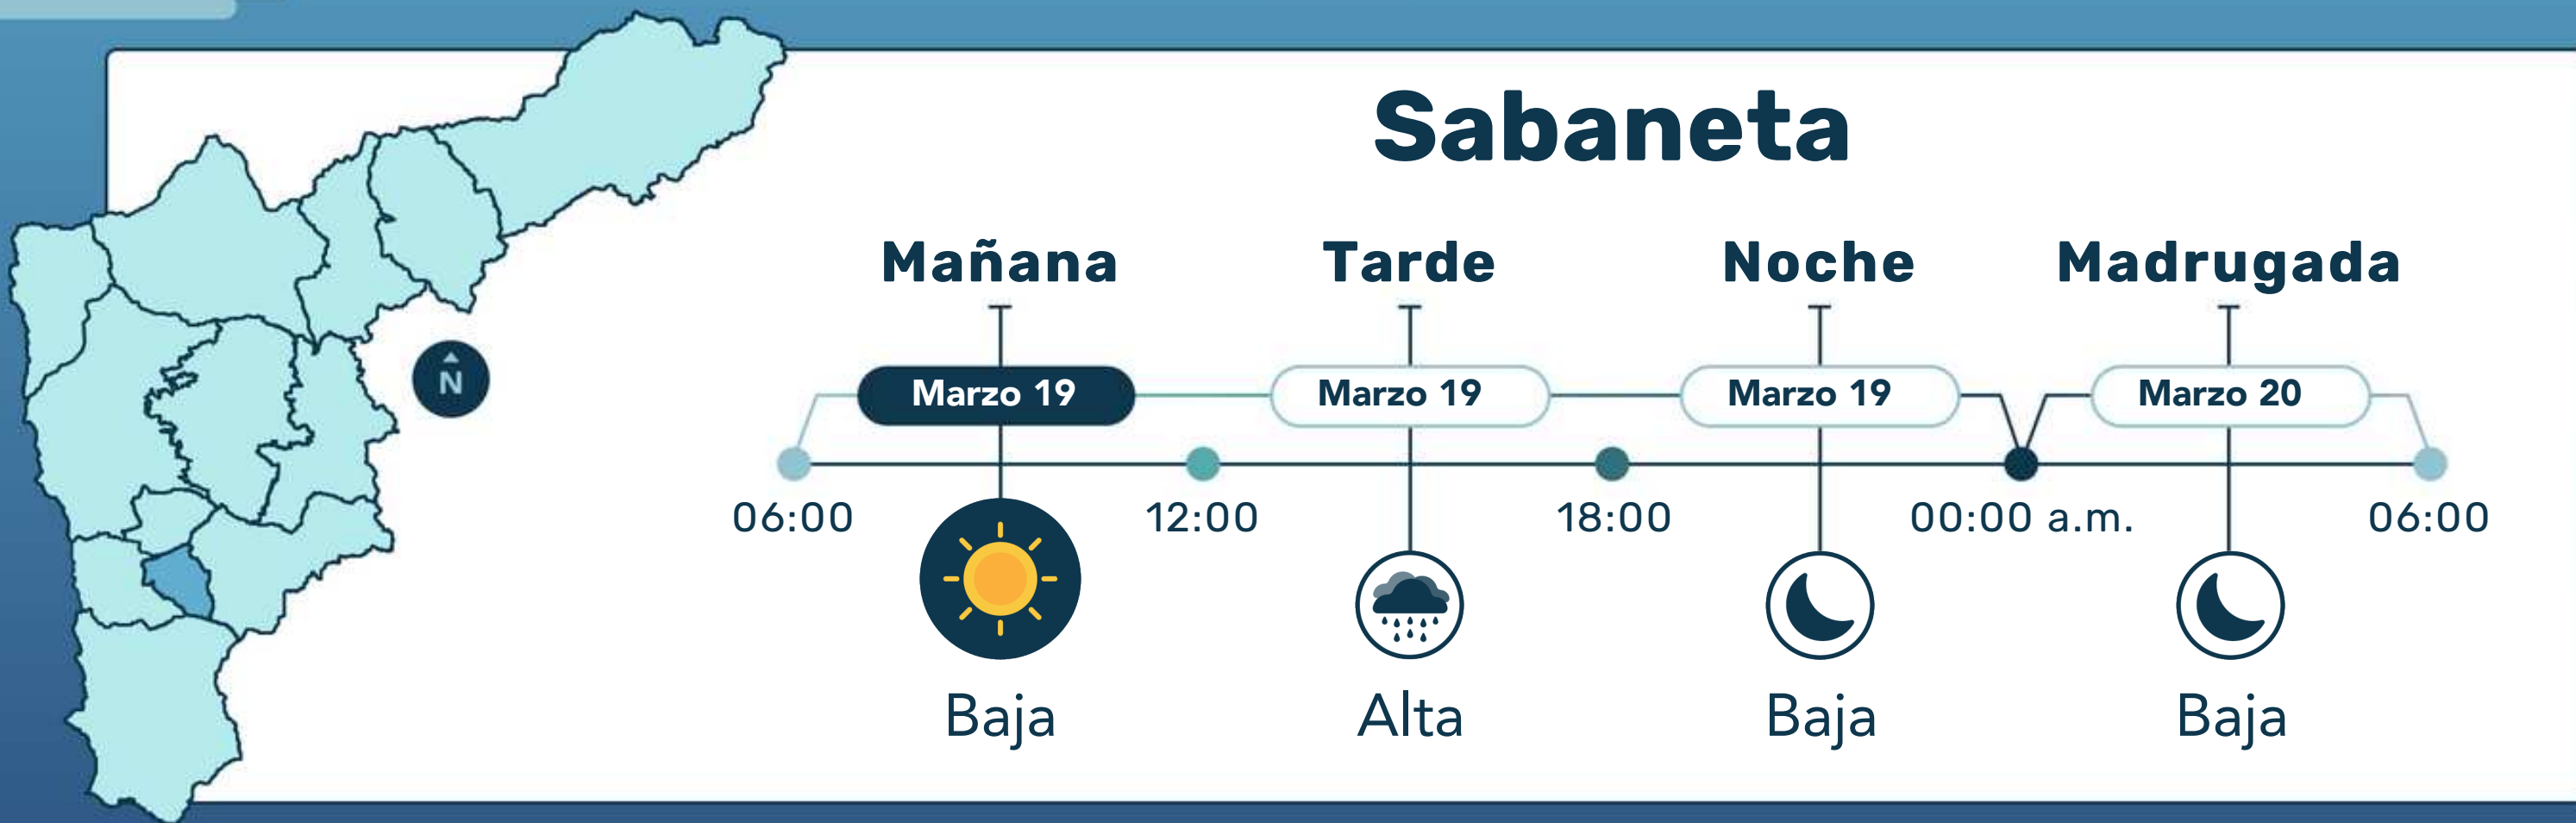 Sabaneta
Mañana Tarde Noche Madrugada
N
Marzo 19 Marzo 19 Marzo 19 Marzo 20
06:00 12:00 18:00 00:00 a.m. 06:00
Baja Alta Baja Baja